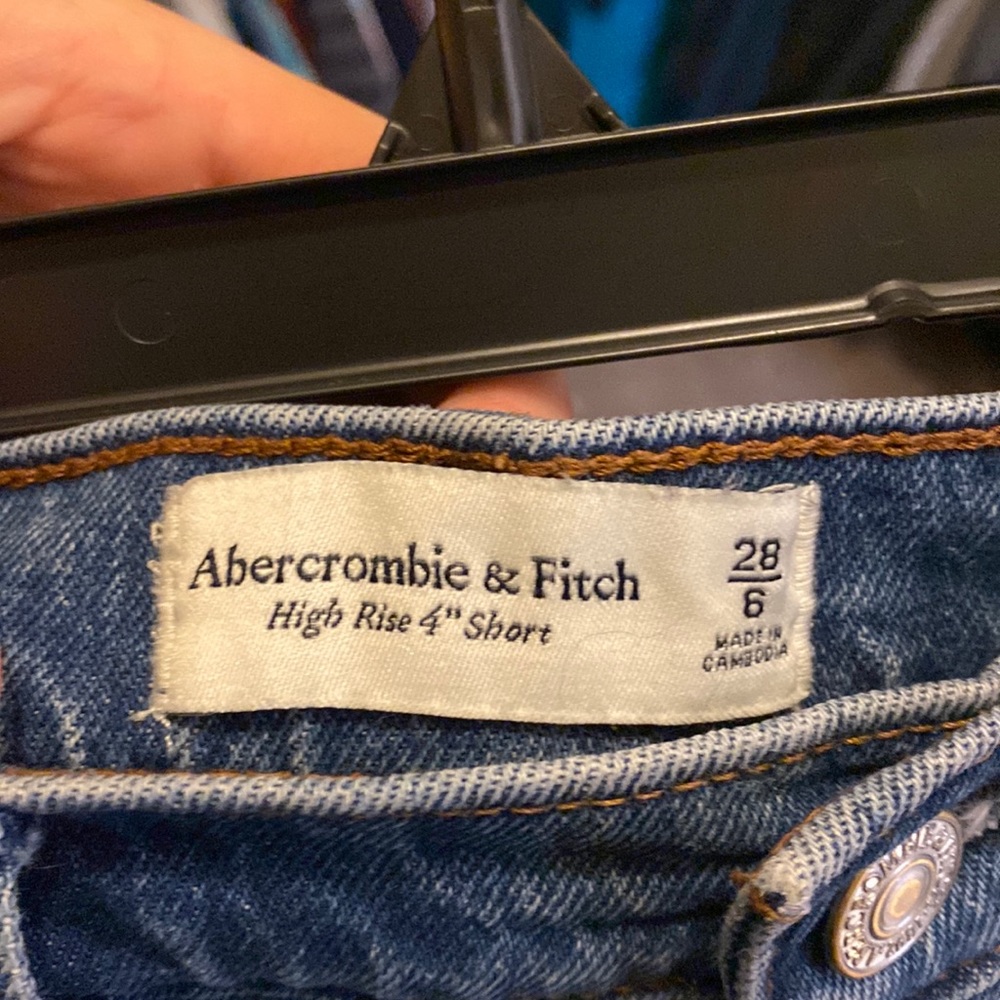 Abercrombie & Fitch
High Rise 4" Short
28
6
MADE IN
CAMBODIA